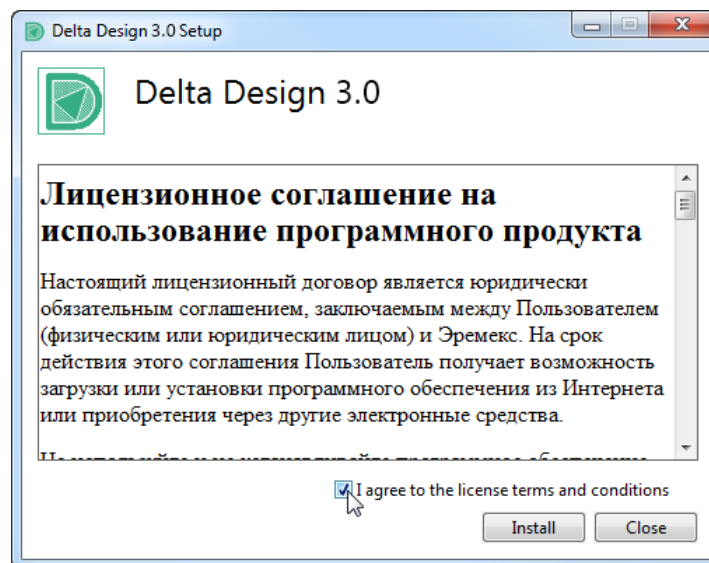 Delta Design 3.0 Setup
Delta Design 3.0
Лицензионное соглашение на
использование программного продукта
Настоящий лицензионный договор является юридически
обязательным соглашением, заключаемым между Пользователем
(физическим или юридическим лицом) и Эремекс. На срок
действия этого соглашения Пользователь получает возможность
загрузки или установки программного обеспечения из Интернета
или приобретения через другие электронные средства.
I agree to the license terms and conditions
Install
Close